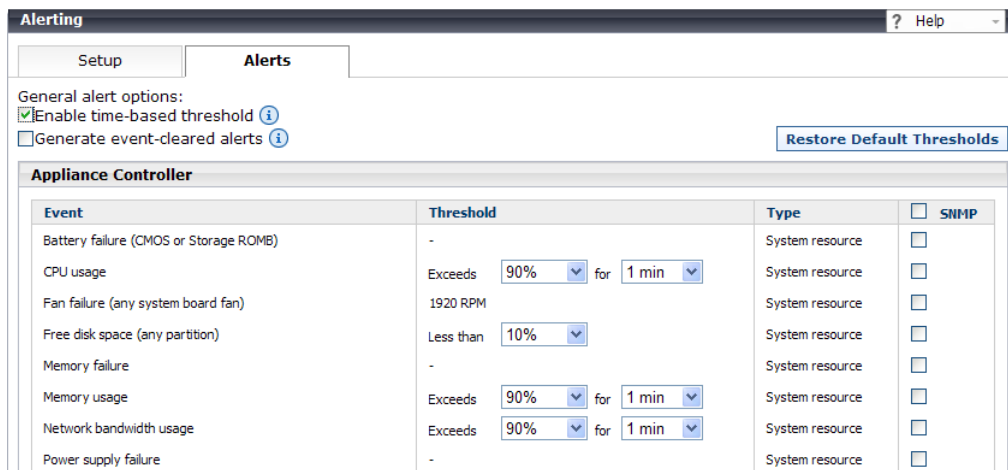 Alerting
? Help
Setup
Alerts
General alert options:
Enable time-based threshold i
Generate event-cleared alerts i
Restore Default Thresholds
Appliance Controller
Event Threshold Type SNMP
Battery failure (CMOS or Storage ROMB) - System resource
CPU usage Exceeds 90% for 1 min System resource
Fan failure (any system board fan) 1920 RPM System resource
Free disk space (any partition) Less than 10% System resource
Memory failure - System resource
Memory usage Exceeds 90% for 1 min System resource
Network bandwidth usage Exceeds 90% for 1 min System resource
Power supply failure - System resource